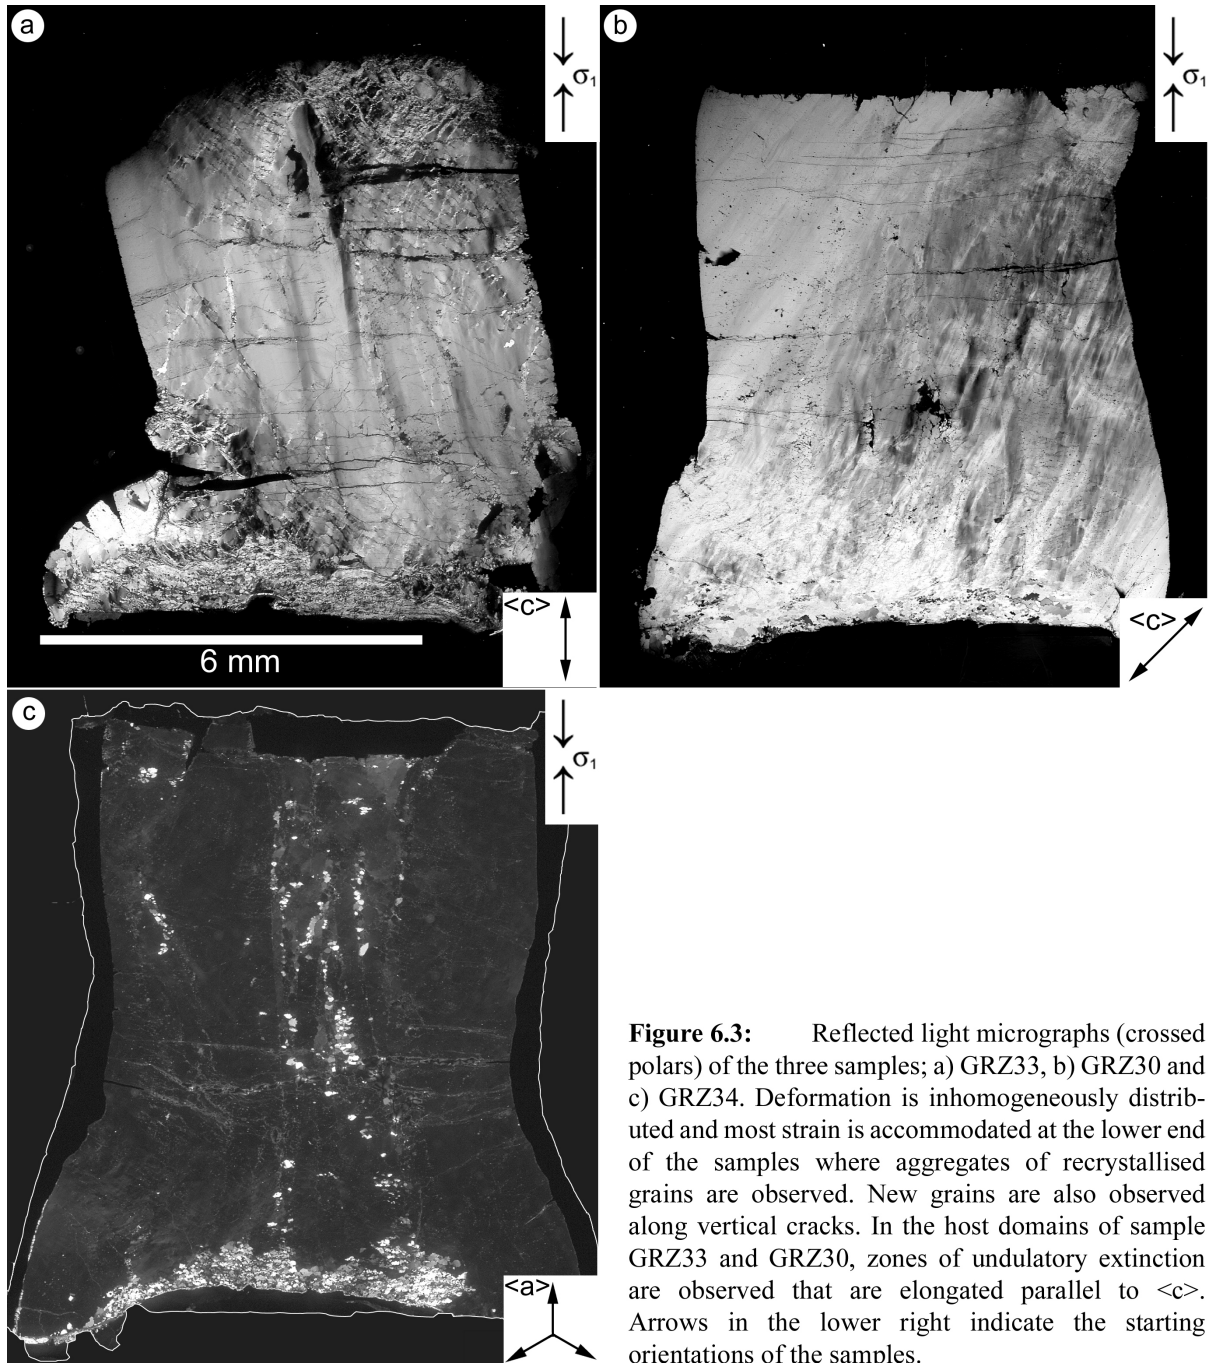 a
σ1
b
σ1
<c>
6 mm
<c>
c
σ1
<a>
Figure 6.3: Reflected light micrographs (crossed
polars) of the three samples; a) GRZ33, b) GRZ30 and
c) GRZ34. Deformation is inhomogeneously distrib-
uted and most strain is accommodated at the lower end
of the samples where aggregates of recrystallised
grains are observed. New grains are also observed
along vertical cracks. In the host domains of sample
GRZ33 and GRZ30, zones of undulatory extinction
are observed that are elongated parallel to <c>.
Arrows in the lower right indicate the starting
orientations of the samples.